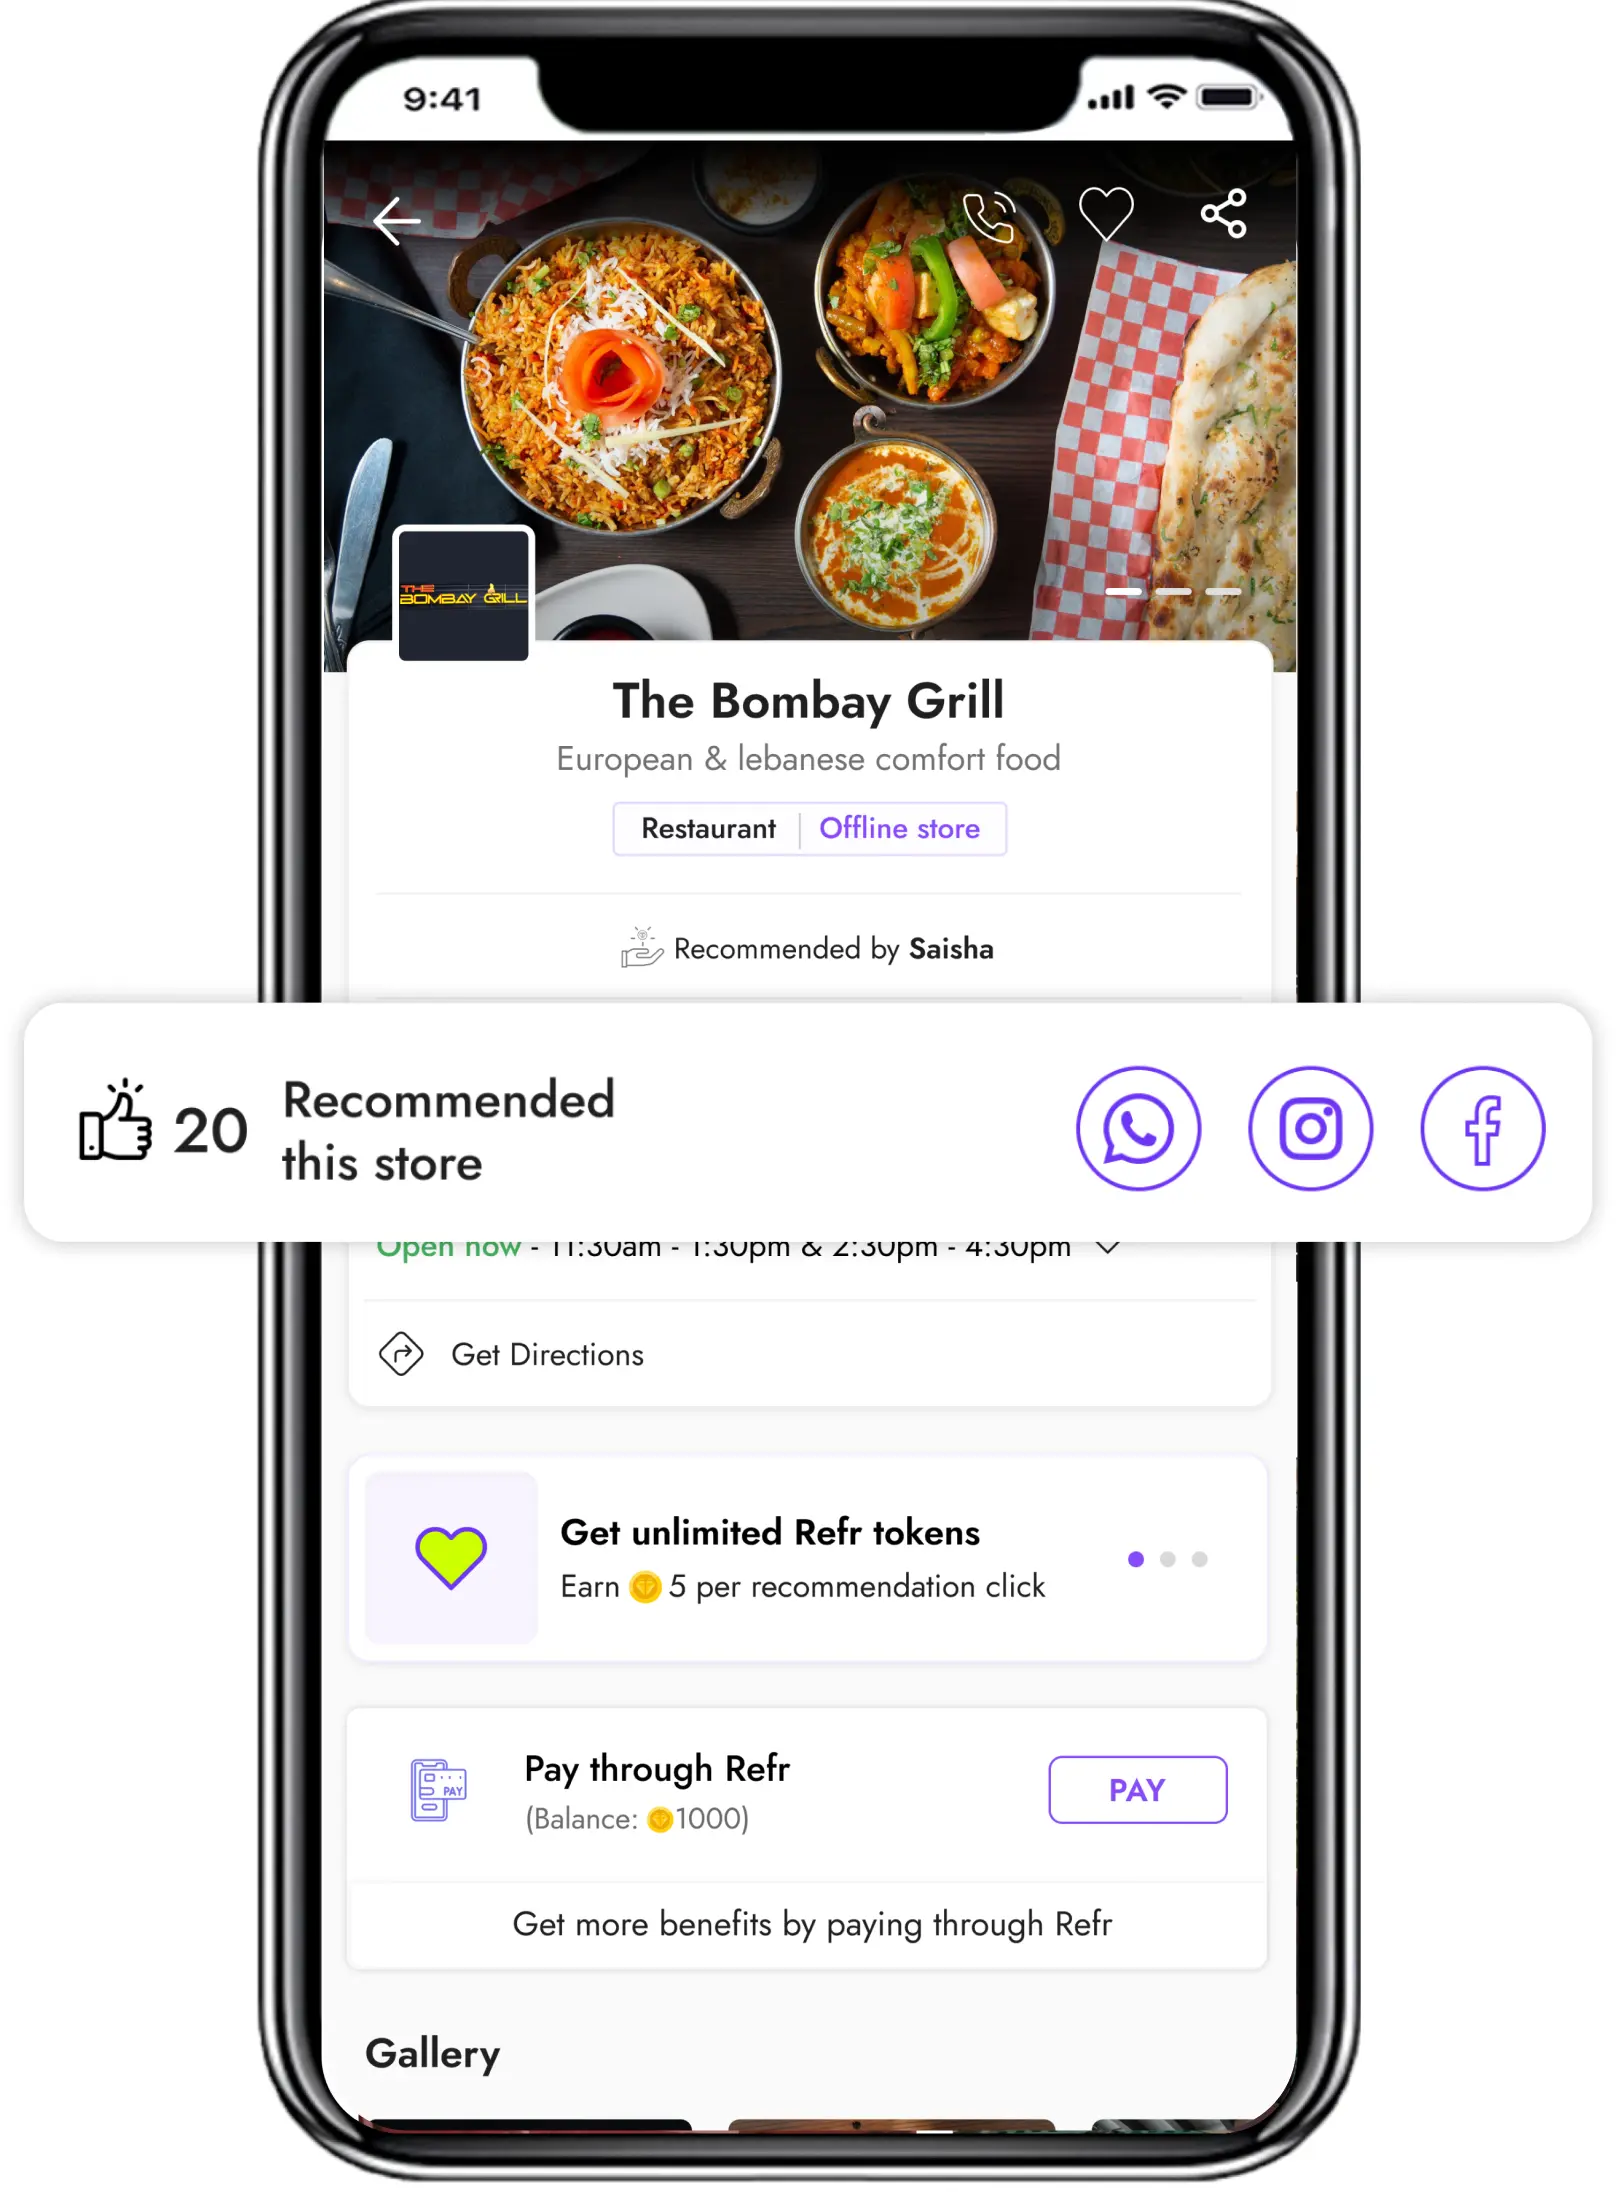 9:41
THE
BOMBAY GRILL
The Bombay Grill
European & lebanese comfort food
Restaurant | Offline store
Recommended by Saisha
20 Recommended
this store
Open now - 11:30am - 1:30pm & 2:30pm - 4:30pm
Get Directions
Get unlimited Refr tokens
Earn 5 per recommendation click
Pay through Refr
PAY
(Balance: 1000)
PAY
Get more benefits by paying through Refr
Gallery